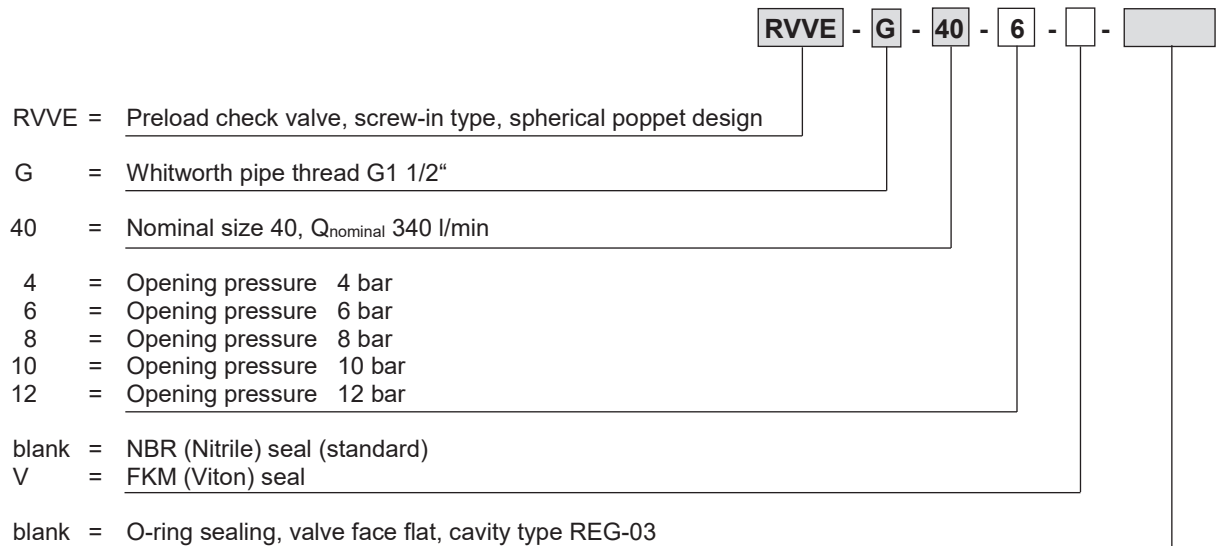 RVVE - G - 40 - 6 - -
RVVE = Preload check valve, screw-in type, spherical poppet design
G = Whitworth pipe thread G1 1/2“
40 = Nominal size 40, Qnominal 340 l/min
4 = Opening pressure 4 bar
6 = Opening pressure 6 bar
8 = Opening pressure 8 bar
10 = Opening pressure 10 bar
12 = Opening pressure 12 bar
blank = NBR (Nitrile) seal (standard)
V = FKM (Viton) seal
blank = O-ring sealing, valve face flat, cavity type REG-03